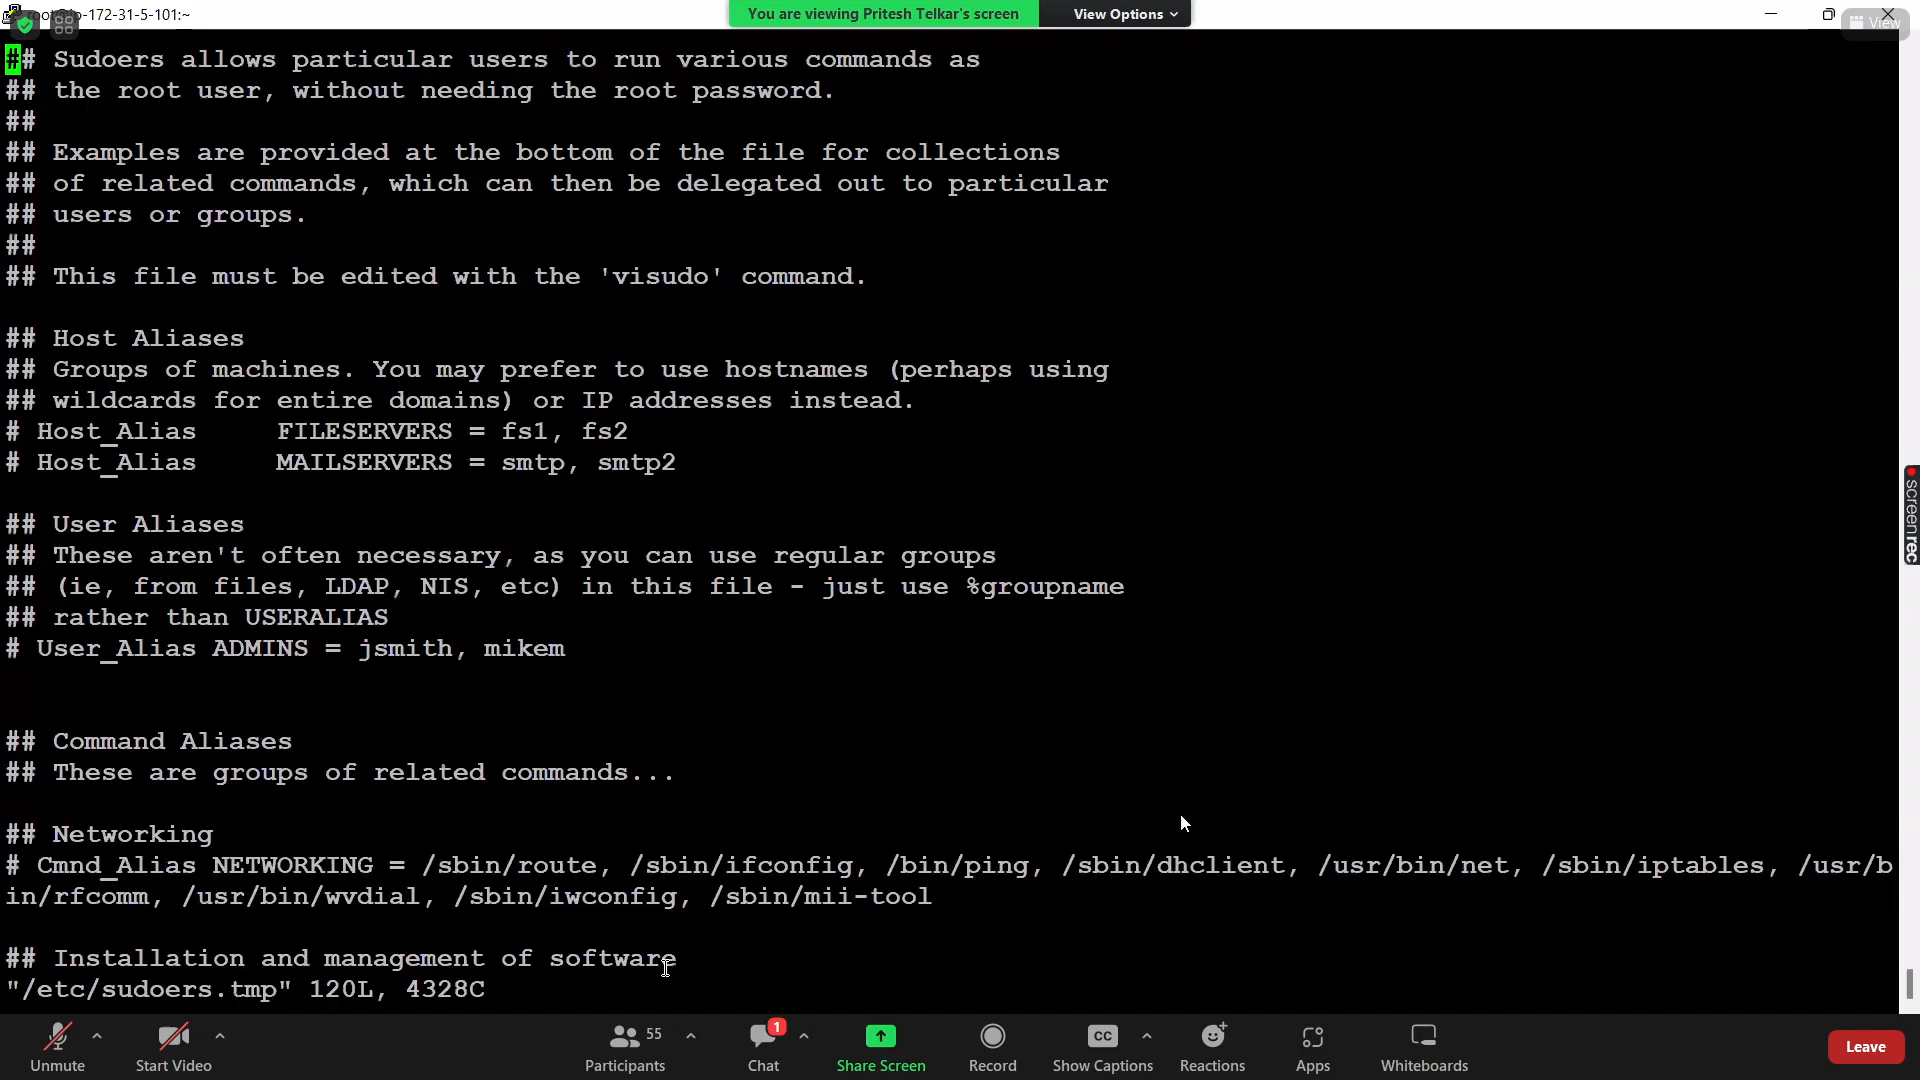 root@ip-172-31-5-101:~
You are viewing Pritesh Telkar's screen
View Options
View
## Sudoers allows particular users to run various commands as
## the root user, without needing the root password.
##
## Examples are provided at the bottom of the file for collections
## of related commands, which can then be delegated out to particular
## users or groups.
##
## This file must be edited with the 'visudo' command.
## Host Aliases
## Groups of machines. You may prefer to use hostnames (perhaps using
## wildcards for entire domains) or IP addresses instead.
# Host_Alias     FILESERVERS = fs1, fs2
# Host_Alias     MAILSERVERS = smtp, smtp2
## User Aliases
## These aren't often necessary, as you can use regular groups
## (ie, from files, LDAP, NIS, etc) in this file - just use %groupname
## rather than USERALIAS
# User_Alias ADMINS = jsmith, mikem
## Command Aliases
## These are groups of related commands...
## Networking
# Cmnd_Alias NETWORKING = /sbin/route, /sbin/ifconfig, /bin/ping, /sbin/dhclient, /usr/bin/net, /sbin/iptables, /usr/b
in/rfcomm, /usr/bin/wvdial, /sbin/iwconfig, /sbin/mii-tool
## Installation and management of software
"/etc/sudoers.tmp" 120L, 4328C
screenrec
Unmute
Start Video
55
Participants
1
Chat
Share Screen
Record
CC
Show Captions
Reactions
Apps
Whiteboards
Leave